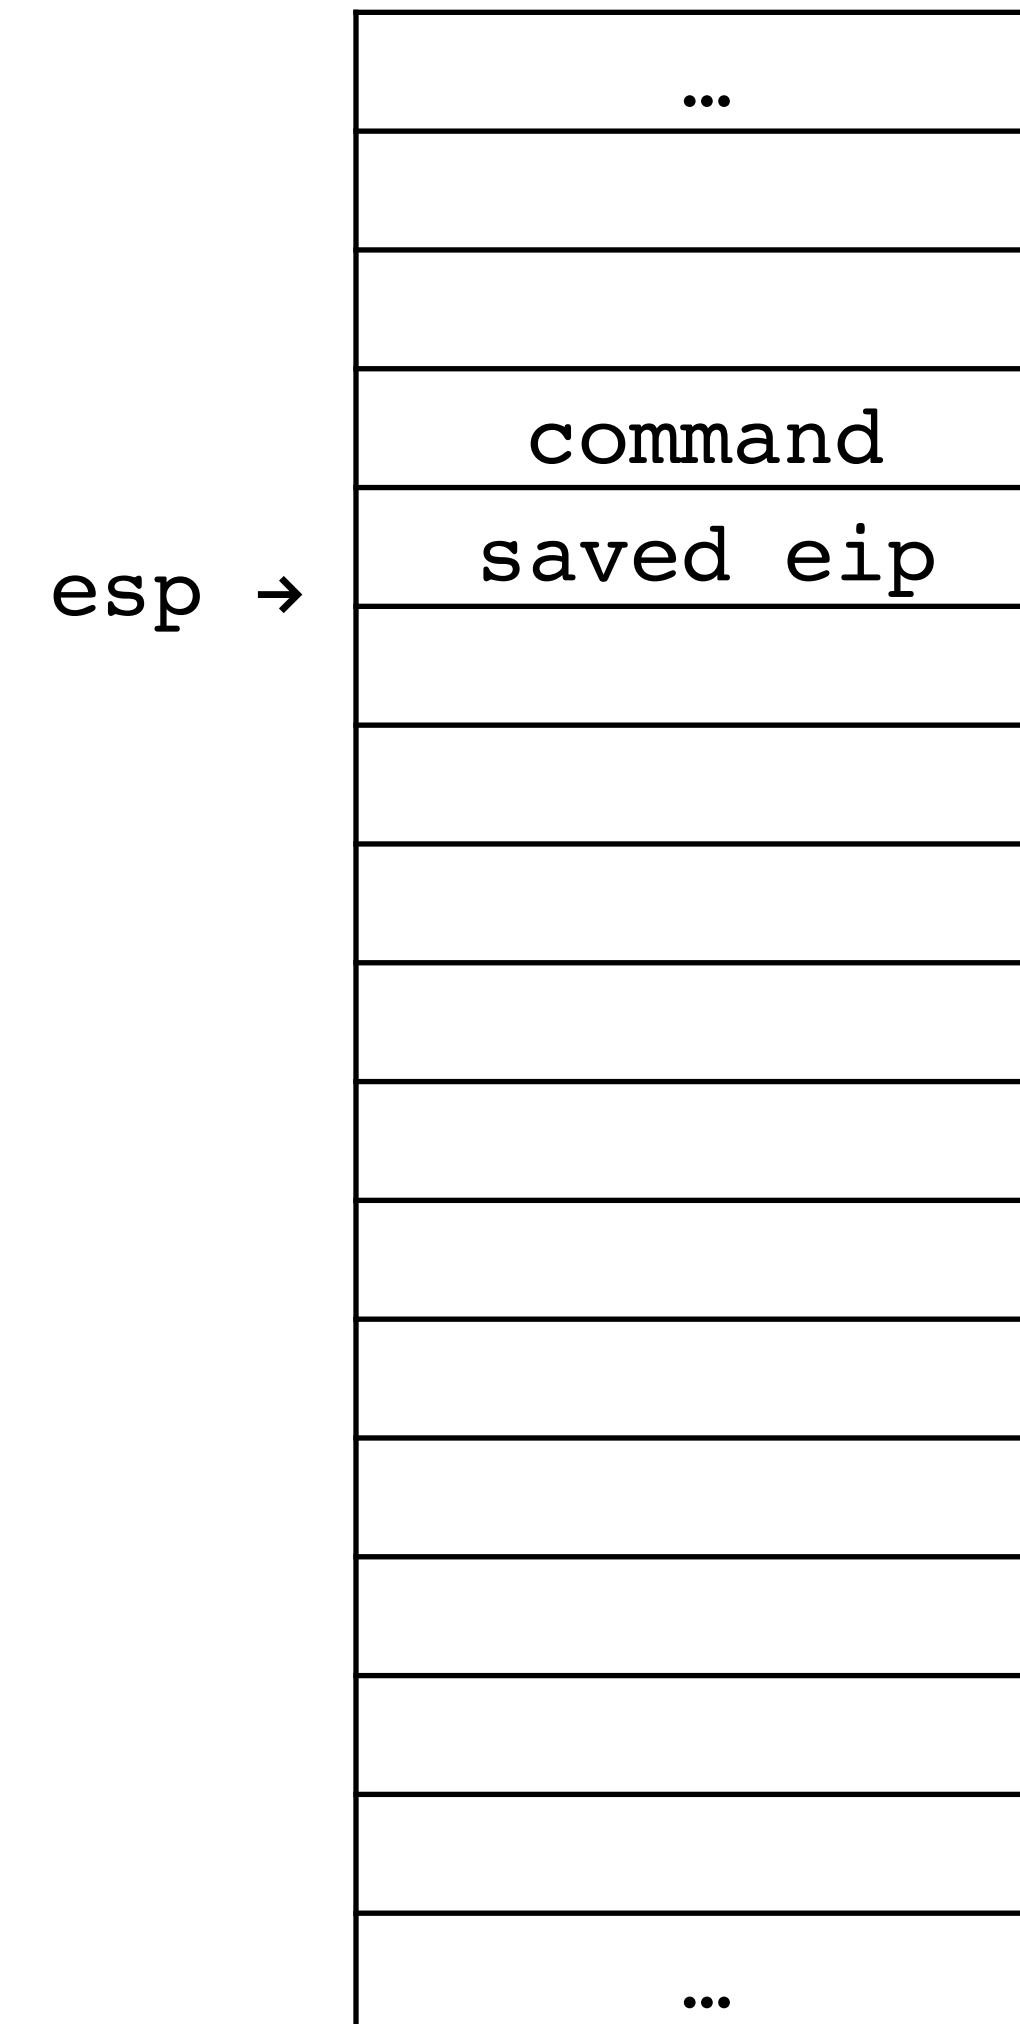 …
command
saved eip
esp →
…